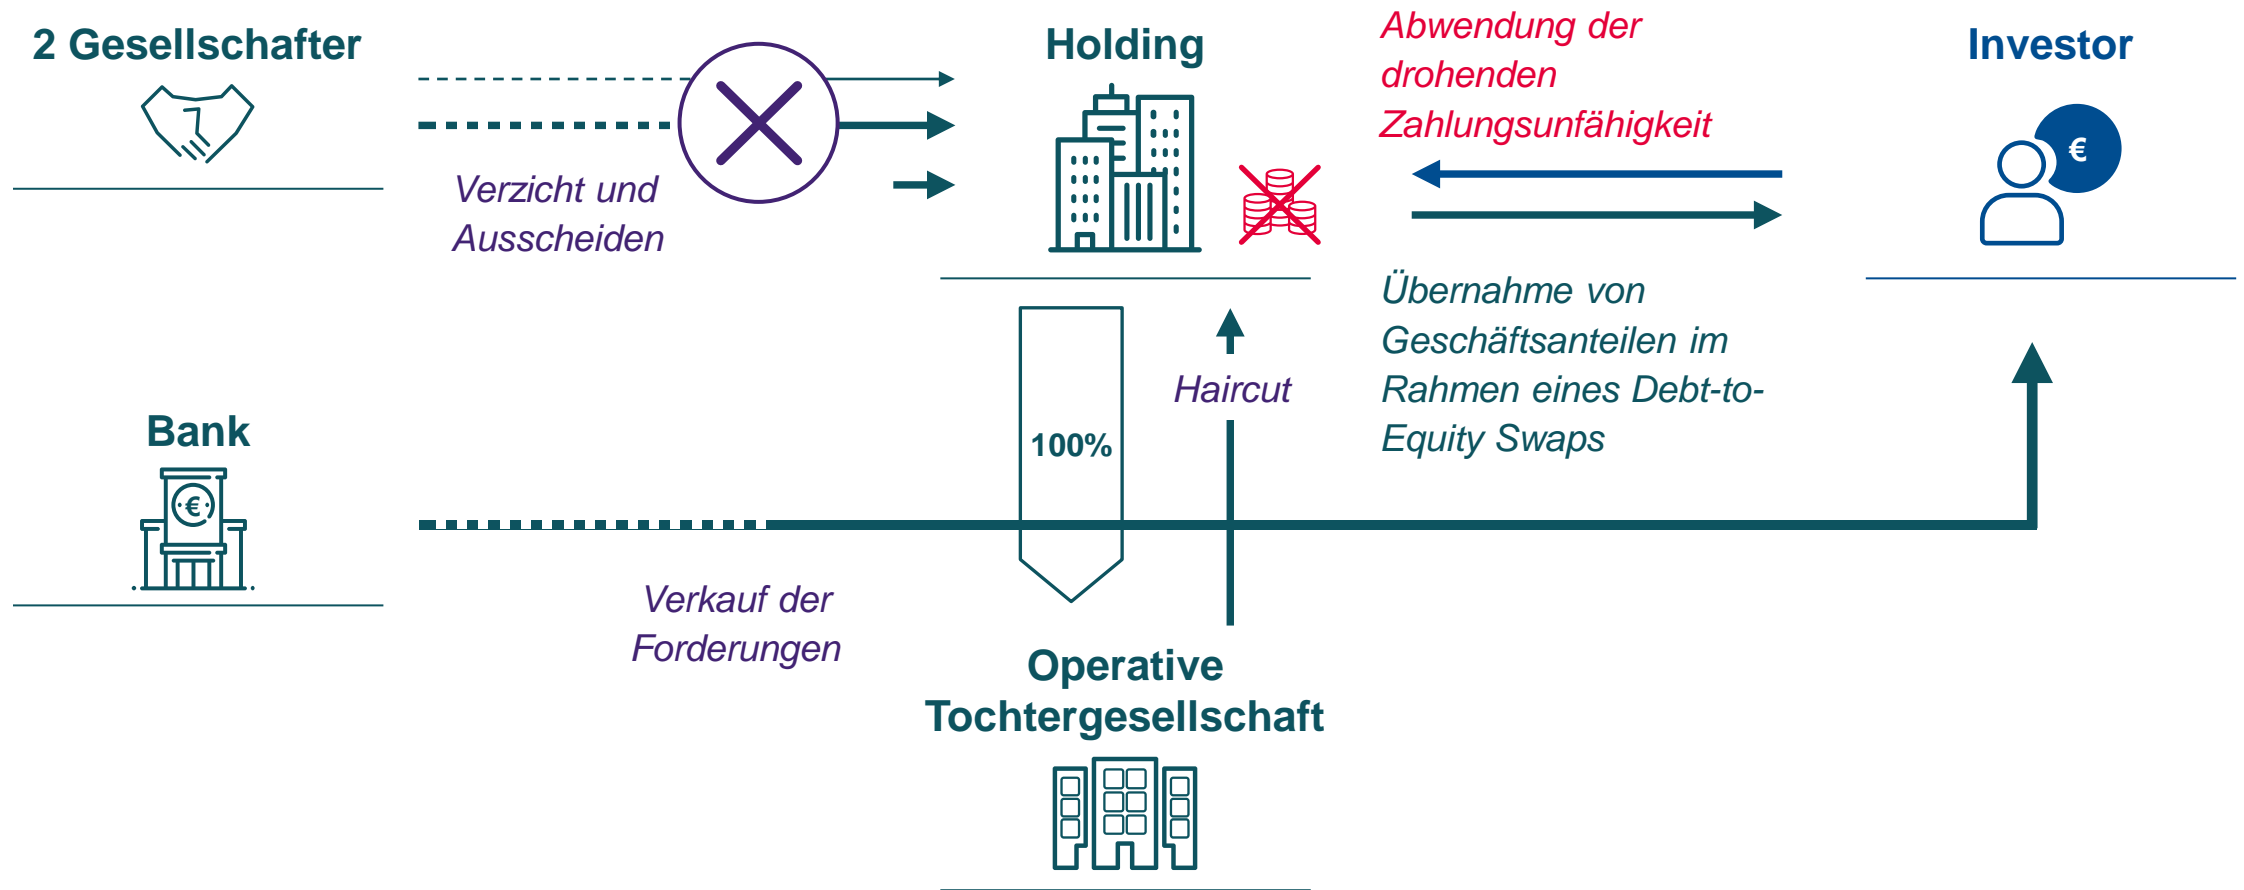 2 Gesellschafter
Holding
Abwendung der
drohenden
Zahlungsunfähigkeit
Investor
€
Verzicht und
Ausscheiden
Übernahme von
Geschäftsanteilen im
Rahmen eines Debt-to-
Equity Swaps
Haircut
100%
Bank
€
Verkauf der
Forderungen
Operative
Tochtergesellschaft